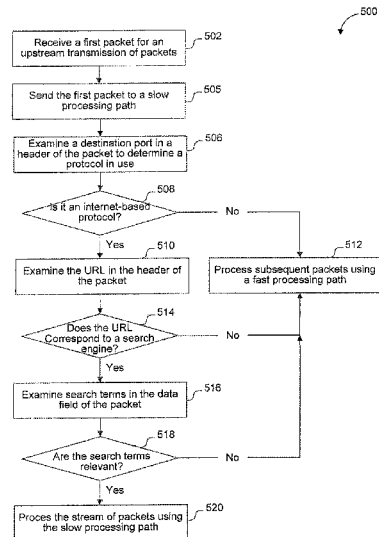 500
Receive a first packet for an
upstream transmission of packets
502
Send the first packet to a slow
processing path
505
Examine a destination port in a
header of the packet to determine a
protocol in use
506
508
Is it an internet-based
protocol?
No
Yes
510
Examine the URL in the header of
the packet
512
Process subsequent packets using
a fast processing path
514
Does the URL
Correspond to a search
engine?
No
Yes
Examine search terms in the data
field of the packet
516
518
Are the search terms
relevant?
No
Yes
Proces the stream of packets using
the slow processing path
520